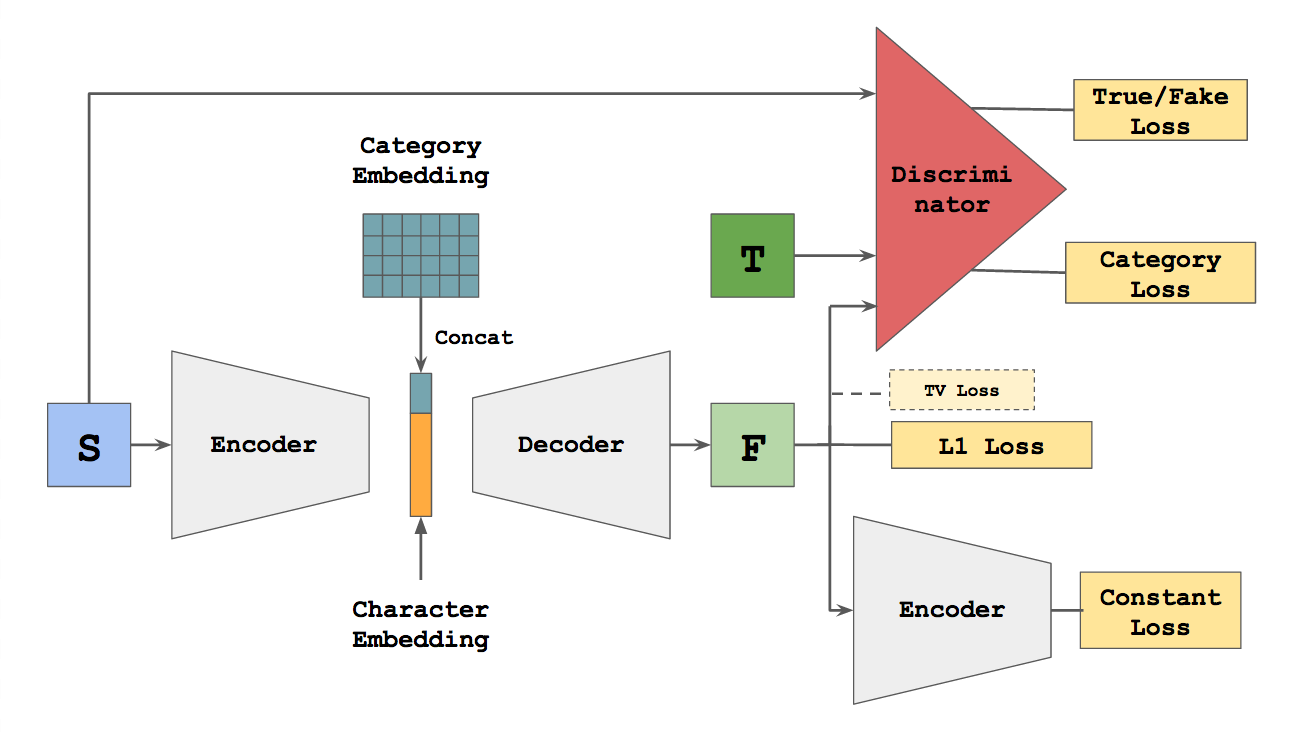 True/Fake
Loss
Category
Embedding
Discrimi
nator
T
Category
Loss
Concat
TV Loss
S
Encoder
Decoder
F
L1 Loss
Character
Embedding
Encoder
Constant
Loss